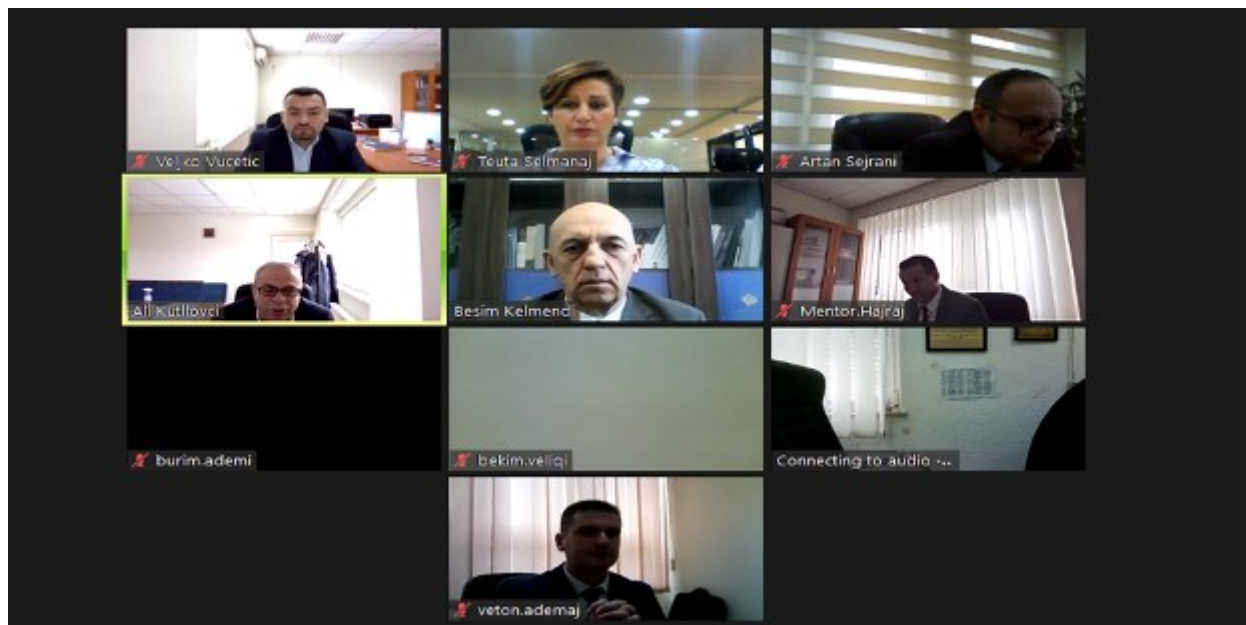 Veljko Vucetic
Teuta Selmanaj
Artan Sejrani
Ali Kutllovci
Besim Kelmendi
Mentor.Hajraj
burim.ademi
bekim.veliqi
Connecting to audio ·..
veton.ademaj